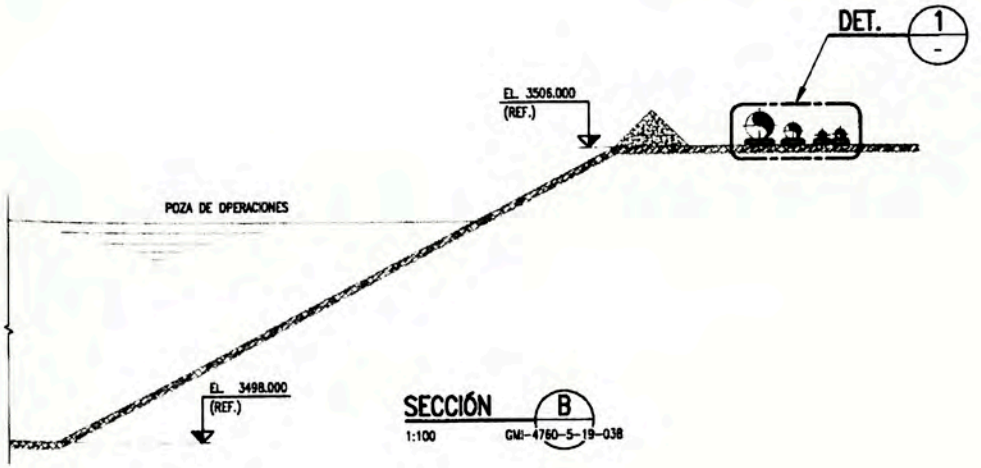 DET. 1
-
EL 3506.000
(REF.)
POZA DE OPERACIONES
EL 3498.000
(REF.)
SECCIÓN B
1:100 GMI-4760-5-19-038